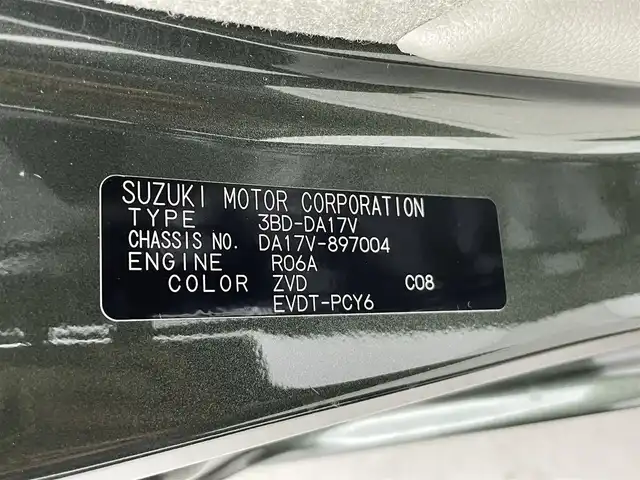 SUZUKI MOTOR CORPORATION
TYPE 3BD-DA17V
CHASSIS NO. DA17V-897004
ENGINE R06A
COLOR ZVD C08
EVDT-PCY6